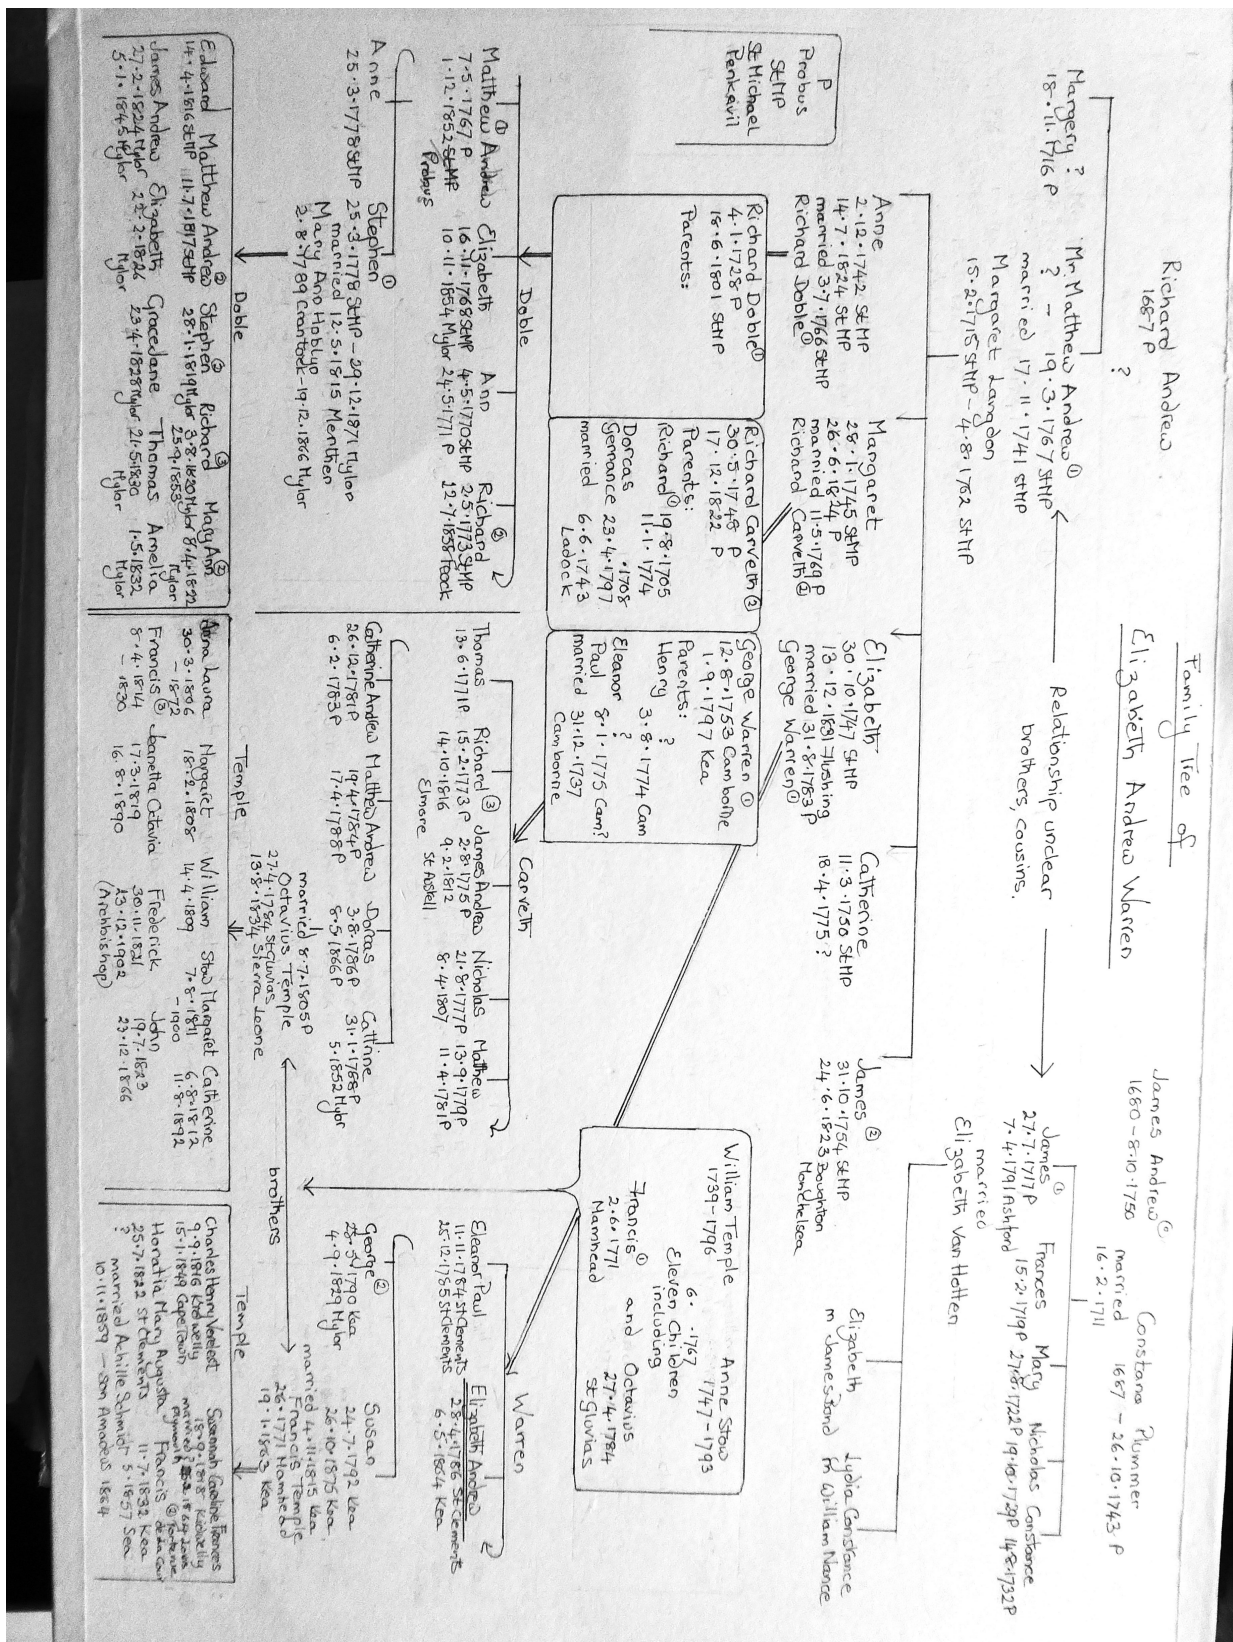 Family Tree of
Elizabeth Andrew Warren
Richard Andrew
1687 P
?
James Andrew
1680 - 8.10.1750
married
16.2.1711
Constance Plummer
1687 - 26.10.1743 P
Margery ?
18.11.1716 P
Mr. Matthew Andrew ①
? - 19.3.1767 StMP
married 17.11.1741 StMP
Margaret Langdon
15.2.1715 StMP - 4.8.1762 StMP
Relationship unclear
brothers, cousins.
James ①
27.7.1717 P
7.4.1791 Ashford
married
Elizabeth Van Hatten
Frances
15.2.1719 P
Mary
27.8.1722 P
Nicholas
19.10.1729 P
Constance
14.8.1732 P
P
Probus
StMP
St Michael
Penkevil
Anne
2.12.1742 StMP
14.7.1824 StMP
married 3.7.1766 StMP
Richard Doble ①
Margaret
28.1.1745 StMP
26.6.1824 P
married 11.5.1769 P
Richard Carveth ②
Elizabeth
30.10.1747 StMP
13.12.1831 Flushing
married 31.8.1783 P
George Warren ①
Catherine
11.3.1750 StMP
18.4.1775 ?
James ②
31.10.1754 StMP
24.6.1823 Boughton
Monchelsea
Elizabeth
m James Bond
Lydia Constance
m William Nance
Richard Doble ①
4.1.1728 P
18.6.1801 StMP
Parents:
Richard Carveth ②
30.5.1748 P
17.12.1822 P
Parents:
Richard ① 19.8.1705
11.1.1774
Dorcas .1708
Gennance 23.4.1797
married 6.6.1743
Ladock
George Warren ①
12.8.1753 Camborne
1.9.1797 Kea
Parents:
Henry ?
3.8.1774 Cam
Eleanor ?
Paul 8.1.1775 Cam?
married 31.12.1737
Camborne
William Temple
1739-1796
Anne Stow
1747-1793
6. .1767
Eleven Children
including
Francis ① and Octavius
2.6.1771 27.4.1784
Mamhead St Gluvias
Doble
Carveth
Warren
Matthew Andrew ①
7.5.1767 P
1.12.1852 StMP
Probus
Elizabeth
16.11.1768 StMP
10.11.1854 Mylor
Ann
4.5.1770 StMP
24.5.1771 P
Richard ②
2.5.1773 StMP
12.7.1858 Feock
Thomas
13.6.1771 P
Richard ③
15.2.1773 P
14.10.1816
Elmore
James Andrew
2.8.1775 P
9.2.1812
St Austell
Nicholas
21.8.1777 P
8.4.1807
Matthew
13.9.1779 P
11.4.1781 P
Eleanor Paul
11.11.1784 St Clements
25.12.1785 St Clements
Elizabeth Andrew
28.4.1786 St Clements
6.5.1864 Kea
Anne
25.3.1778 StMP
Stephen ①
25.3.1778 StMP - 29.12.1871 Mylor
married 12.5.1815 Menthen
Mary Ann Hoblyn
2.8.1789 Crantock - 19.12.1866 Mylor
Catherine Andrew
26.12.1781 P
6.2.1783 P
Matthew Andrew
19.4.1784 P
17.4.1788 P
Dorcas
3.8.1786 P
8.5.1866 P
married 8.7.1805 P
Octavius Temple
27.4.1784 St Gluvias
13.8.1834 Sierra Leone
Cattrine
31.1.1788 P
5.1852 Mylor
brothers
George ②
25.5.1790 Kea
4.9.1829 Mylor
Susan
24.7.1792 Kea
26.10.1875 Kea
married 4.11.1815 Kea
Francis Temple
2.6.1771 Mamhead
19.1.1863 Kea
Doble
Temple
Temple
Edward
14.4.1816 StMP
Matthew Andrew ②
11.7.1817 StMP
Stephen ②
28.1.1819 Mylor
Richard ③
3.8.1820 Mylor
25.9.1853
Mary Ann ②
8.4.1822
Mylor
James Andrew
27.2.1824 Mylor
5.1.1845 Mylor
Elizabeth
22.2.1826
Mylor
Grace Jane
23.4.1828 Mylor
Thomas
21.5.1830
Mylor
Amelia
1.5.1832
Mylor
Anna Laura
30.3.1806
- 1872
Margaret
18.2.1808
William
14.4.1809
Stow Margaret
7.8.1811
- 1900
Catherine
6.8.1812
11.8.1892
Francis ②
8.4.1814
- 1830
Jeanetta Octavia
17.3.1819
16.8.1890
Frederick
30.11.1821
23.12.1902
(Archbishop)
John
19.7.1823
23.12.1866
Charles Henry Verelest
9.9.1816 Kidwelly
15.11.1849 Cape Town
Susannah Caroline Frances
18.9.1818 Kidwelly
Horatia Mary Augusta
25.7.1822 St Clements
?
Francis
11.7.1832 Kea
married Achille Schmidt 5.1857 Sea
10.11.1859 - son Amadeus 1864